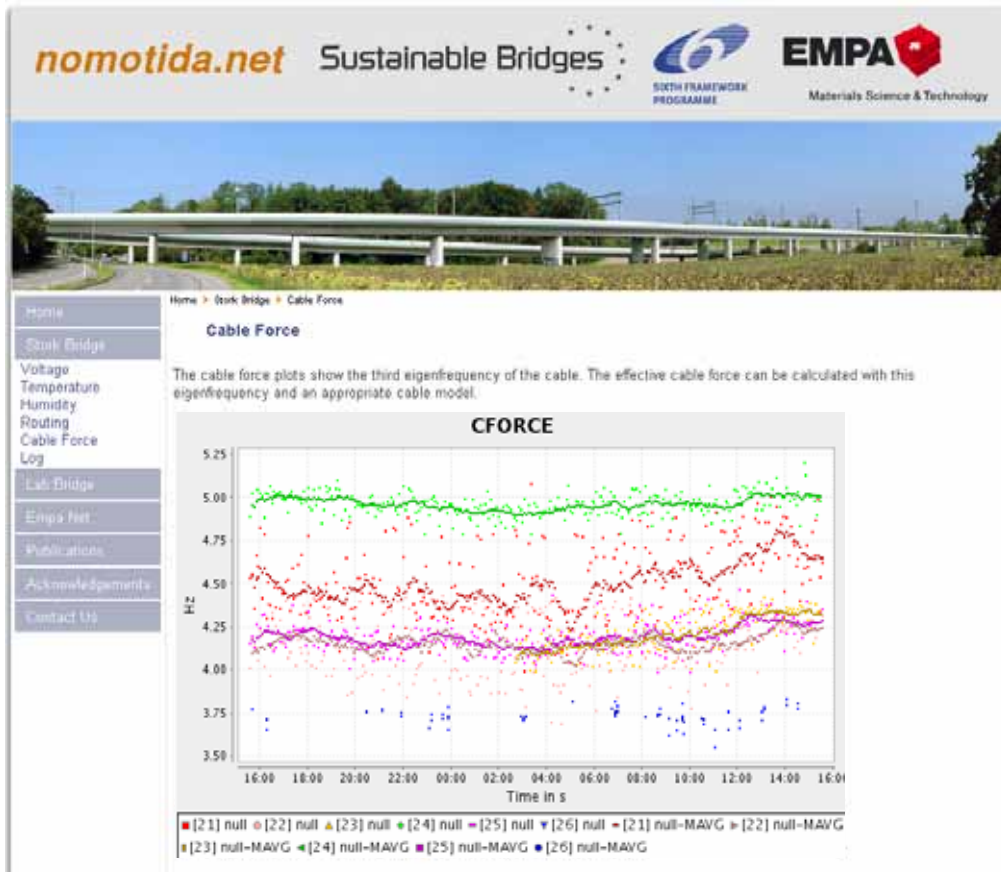 nomotida.net
Sustainable Bridges
6
SIXTH FRAMEWORK
PROGRAMME
EMPA
Materials Science & Technology
Home
Stork Bridge
Voltage
Temperature
Humidity
Routing
Cable Force
Log
Lab Bridge
Empa Net
Publications
Acknowledgements
Contact Us
Home Stork Bridge Cable Force
Cable Force
The cable force plots show the third eigenfrequency of the cable. The effective cable force can be calculated with this
eigenfrequency and an appropriate cable model.
CFORCE
5.25
5.00
4.75
4.50
4.25
4.00
3.75
3.50
Hz
16:00 18:00 20:00 22:00 00:00 02:00 04:00 06:00 08:00 10:00 12:00 14:00 16:00
Time in s
[21] null [22] null [23] null [24] null [25] null [26] null [21] null-MAVG [22] null-MAVG
[23] null-MAVG [24] null-MAVG [25] null-MAVG [26] null-MAVG